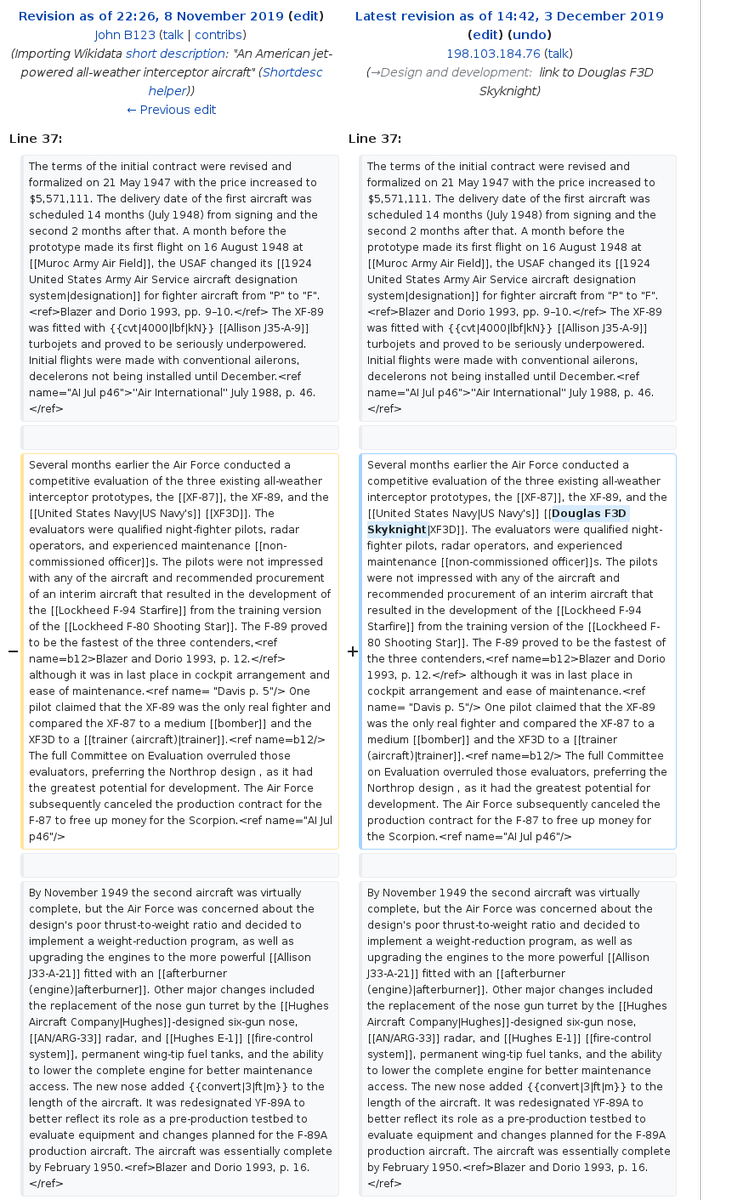 Revision as of 22:26, 8 November 2019 (edit)
John B123 (talk | contribs)
(Importing Wikidata short description: "An American jet-
powered all-weather interceptor aircraft" (Shortdesc
helper))
← Previous edit
Latest revision as of 14:42, 3 December 2019
(edit) (undo)
198.103.184.76 (talk)
(→Design and development: link to Douglas F3D
Skyknight)
Line 37:
Line 37:
The terms of the initial contract were revised and
formalized on 21 May 1947 with the price increased to
$5,571,111. The delivery date of the first aircraft was
scheduled 14 months (July 1948) from signing and the
second 2 months after that. A month before the
prototype made its first flight on 16 August 1948 at
[[Muroc Army Air Field]], the USAF changed its [[1924
United States Army Air Service aircraft designation
system|designation]] for fighter aircraft from "P" to "F".
<ref>Blazer and Dorio 1993, pp. 9–10.</ref> The XF-89
was fitted with {{cvt|4000|lbf|kN}} [[Allison J35-A-9]]
turbojets and proved to be seriously underpowered.
Initial flights were made with conventional ailerons,
decelerons not being installed until December.<ref
name="AI Jul p46">''Air International'' July 1988, p. 46.
</ref>
The terms of the initial contract were revised and
formalized on 21 May 1947 with the price increased to
$5,571,111. The delivery date of the first aircraft was
scheduled 14 months (July 1948) from signing and the
second 2 months after that. A month before the
prototype made its first flight on 16 August 1948 at
[[Muroc Army Air Field]], the USAF changed its [[1924
United States Army Air Service aircraft designation
system|designation]] for fighter aircraft from "P" to "F".
<ref>Blazer and Dorio 1993, pp. 9–10.</ref> The XF-89
was fitted with {{cvt|4000|lbf|kN}} [[Allison J35-A-9]]
turbojets and proved to be seriously underpowered.
Initial flights were made with conventional ailerons,
decelerons not being installed until December.<ref
name="AI Jul p46">''Air International'' July 1988, p. 46.
</ref>
−
Several months earlier the Air Force conducted a
competitive evaluation of the three existing all-weather
interceptor prototypes, the [[XF-87]], the XF-89, and the
[[United States Navy|US Navy's]] [[XF3D]]. The
evaluators were qualified night-fighter pilots, radar
operators, and experienced maintenance [[non-
commissioned officer]]s. The pilots were not impressed
with any of the aircraft and recommended procurement
of an interim aircraft that resulted in the development of
the [[Lockheed F-94 Starfire]] from the training version
of the [[Lockheed F-80 Shooting Star]]. The F-89 proved
to be the fastest of the three contenders,<ref
name=b12>Blazer and Dorio 1993, p. 12.</ref>
although it was in last place in cockpit arrangement and
ease of maintenance.<ref name= "Davis p. 5"/> One
pilot claimed that the XF-89 was the only real fighter and
compared the XF-87 to a medium [[bomber]] and the
XF3D to a [[trainer (aircraft)|trainer]].<ref name=b12/>
The full Committee on Evaluation overruled those
evaluators, preferring the Northrop design , as it had
the greatest potential for development. The Air Force
subsequently canceled the production contract for the
F-87 to free up money for the Scorpion.<ref name="AI Jul
p46"/>
+
Several months earlier the Air Force conducted a
competitive evaluation of the three existing all-weather
interceptor prototypes, the [[XF-87]], the XF-89, and the
[[United States Navy|US Navy's]] [[Douglas F3D
Skyknight|XF3D]]. The evaluators were qualified night-
fighter pilots, radar operators, and experienced
maintenance [[non-commissioned officer]]s. The pilots
were not impressed with any of the aircraft and
recommended procurement of an interim aircraft that
resulted in the development of the [[Lockheed F-94
Starfire]] from the training version of the [[Lockheed F-
80 Shooting Star]]. The F-89 proved to be the fastest of
the three contenders,<ref name=b12>Blazer and Dorio
1993, p. 12.</ref> although it was in last place in
cockpit arrangement and ease of maintenance.<ref
name= "Davis p. 5"/> One pilot claimed that the XF-89
was the only real fighter and compared the XF-87 to a
medium [[bomber]] and the XF3D to a [[trainer
(aircraft)|trainer]].<ref name=b12/> The full Committee
on Evaluation overruled those evaluators, preferring the
Northrop design , as it had the greatest potential for
development. The Air Force subsequently canceled the
production contract for the F-87 to free up money for
the Scorpion.<ref name="AI Jul p46"/>
By November 1949 the second aircraft was virtually
complete, but the Air Force was concerned about the
design's poor thrust-to-weight ratio and decided to
implement a weight-reduction program, as well as
upgrading the engines to the more powerful [[Allison
J33-A-21]] fitted with an [[afterburner
(engine)|afterburner]]. Other major changes included
the replacement of the nose gun turret by the [[Hughes
Aircraft Company|Hughes]]-designed six-gun nose,
[[AN/ARG-33]] radar, and [[Hughes E-1]] [[fire-control
system]], permanent wing-tip fuel tanks, and the ability
to lower the complete engine for better maintenance
access. The new nose added {{convert|3|ft|m}} to the
length of the aircraft. It was redesignated YF-89A to
better reflect its role as a pre-production testbed to
evaluate equipment and changes planned for the F-89A
production aircraft. The aircraft was essentially complete
by February 1950.<ref>Blazer and Dorio 1993, p. 16.
</ref>
By November 1949 the second aircraft was virtually
complete, but the Air Force was concerned about the
design's poor thrust-to-weight ratio and decided to
implement a weight-reduction program, as well as
upgrading the engines to the more powerful [[Allison
J33-A-21]] fitted with an [[afterburner
(engine)|afterburner]]. Other major changes included
the replacement of the nose gun turret by the [[Hughes
Aircraft Company|Hughes]]-designed six-gun nose,
[[AN/ARG-33]] radar, and [[Hughes E-1]] [[fire-control
system]], permanent wing-tip fuel tanks, and the ability
to lower the complete engine for better maintenance
access. The new nose added {{convert|3|ft|m}} to the
length of the aircraft. It was redesignated YF-89A to
better reflect its role as a pre-production testbed to
evaluate equipment and changes planned for the F-89A
production aircraft. The aircraft was essentially complete
by February 1950.<ref>Blazer and Dorio 1993, p. 16.
</ref>